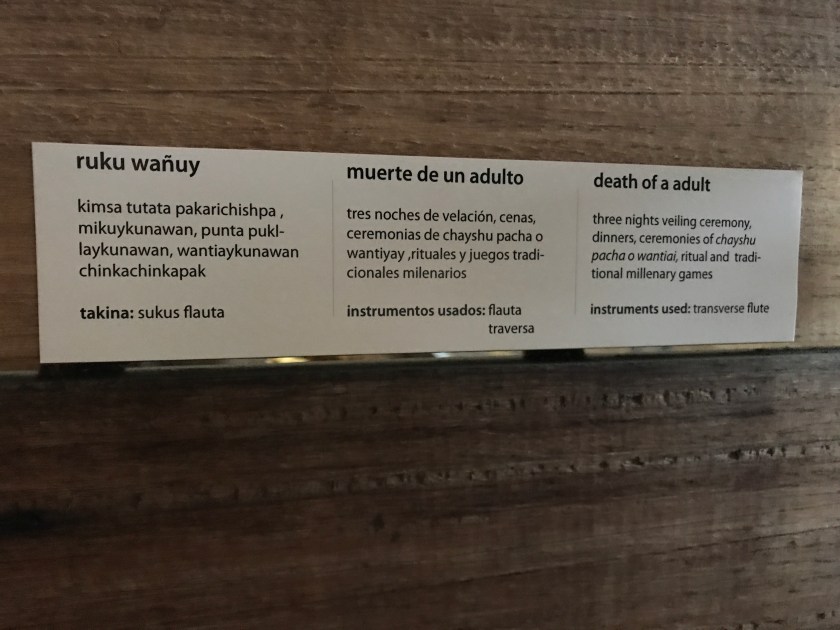 ruku wañuy
kimsa tutata pakarichishpa ,
mikuykunawan, punta pukl-
laykunawan, wantiaykunawan
chinkachinkapak
takina: sukus flauta
muerte de un adulto
tres noches de velación, cenas,
ceremonias de chayshu pacha o
wantiyay ,rituales y juegos tradi-
cionales milenarios
instrumentos usados: flauta
traversa
death of a adult
three nights veiling ceremony,
dinners, ceremonies of chayshu
pacha o wantiai, ritual and tradi-
tional millenary games
instruments used: transverse flute